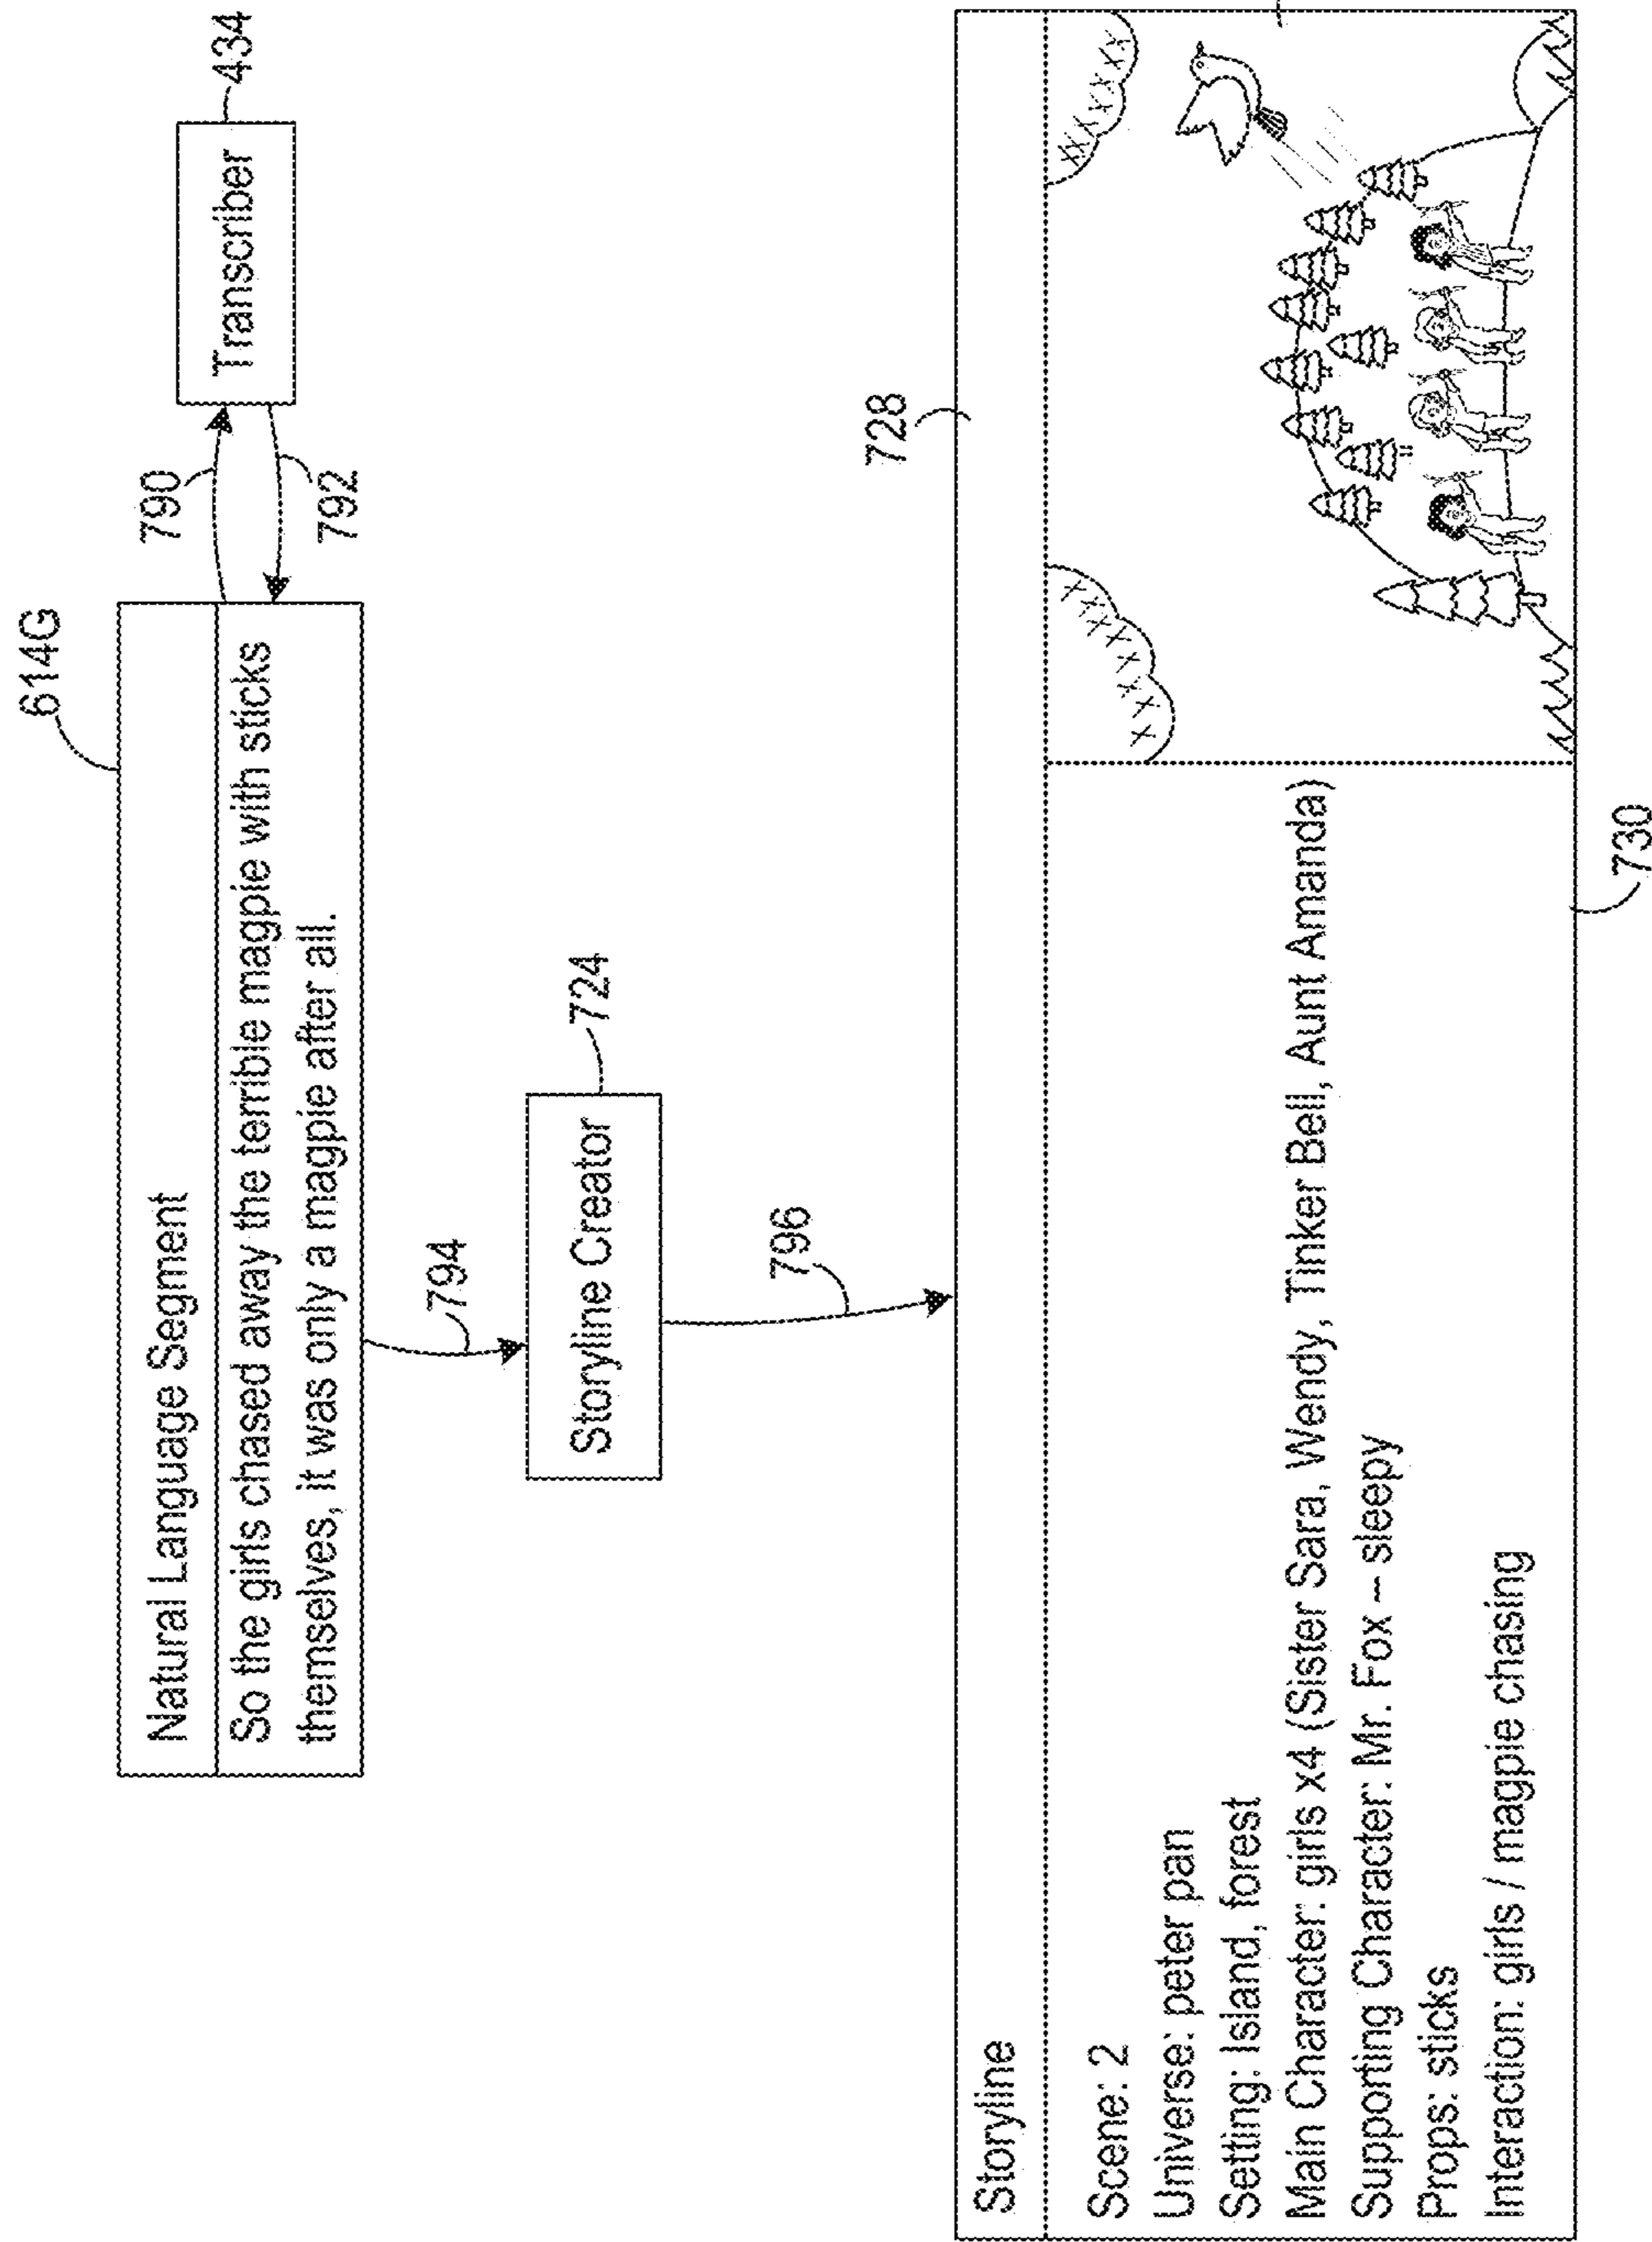 614G
Natural Language Segment
So the girls chased away the terrible magpie with sticks
themselves, it was only a magpie after all.
790
792
Transcriber
434
794
Storyline Creator
724
796
728
Storyline
Scene: 2
Universe: peter pan
Setting: Island, forest
Main Character: girls x4 (Sister Sara, Wendy, Tinker Bell, Aunt Amanda)
Supporting Character: Mr. Fox – sleepy
Props: sticks
Interaction: girls / magpie chasing
730